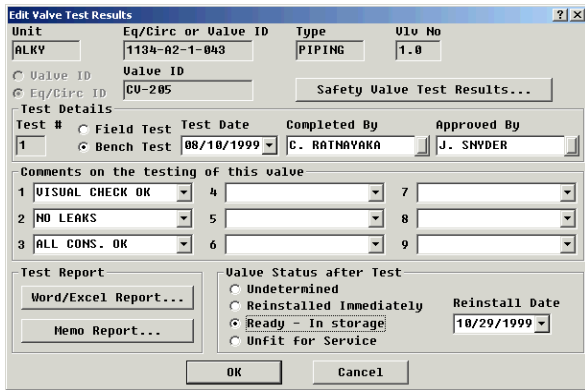 Edit Valve Test Results
Unit Eq/Circ or Valve ID Type Vlv No
ALKY 1134-A2-1-043 PIPING 1.0
Valve ID
Valve ID
Eq/Circ ID CV-205 Safety Valve Test Results...
Test Details
Test # Field Test Test Date Completed By Approved By
1 Bench Test 08/10/1999 C. RATNAYAKA J. SNYDER
Comments on the testing of this valve
1 VISUAL CHECK OK 4 7
2 NO LEAKS 5 8
3 ALL CONS. OK 6 9
Test Report Valve Status after Test
Undetermined
Word/Excel Report... Reinstalled Immediately Reinstall Date
Memo Report... Ready - In storage 10/29/1999
Unfit for Service
OK Cancel